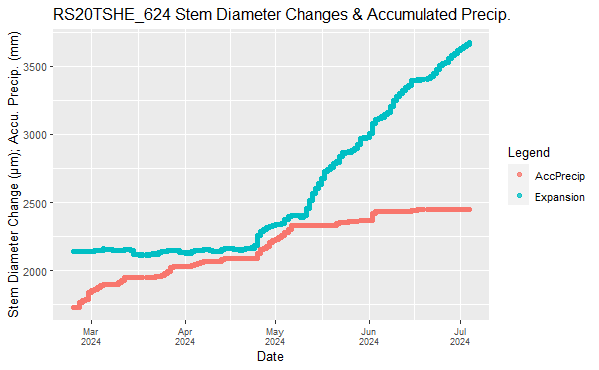 RS20TSHE_624 Stem Diameter Changes & Accumulated Precip.
Stem Diameter Change (µm); Accu. Precip. (mm)
3500
3000
2500
2000
Mar
2024
Apr
2024
May
2024
Jun
2024
Jul
2024
Date
Legend
AccPrecip
Expansion